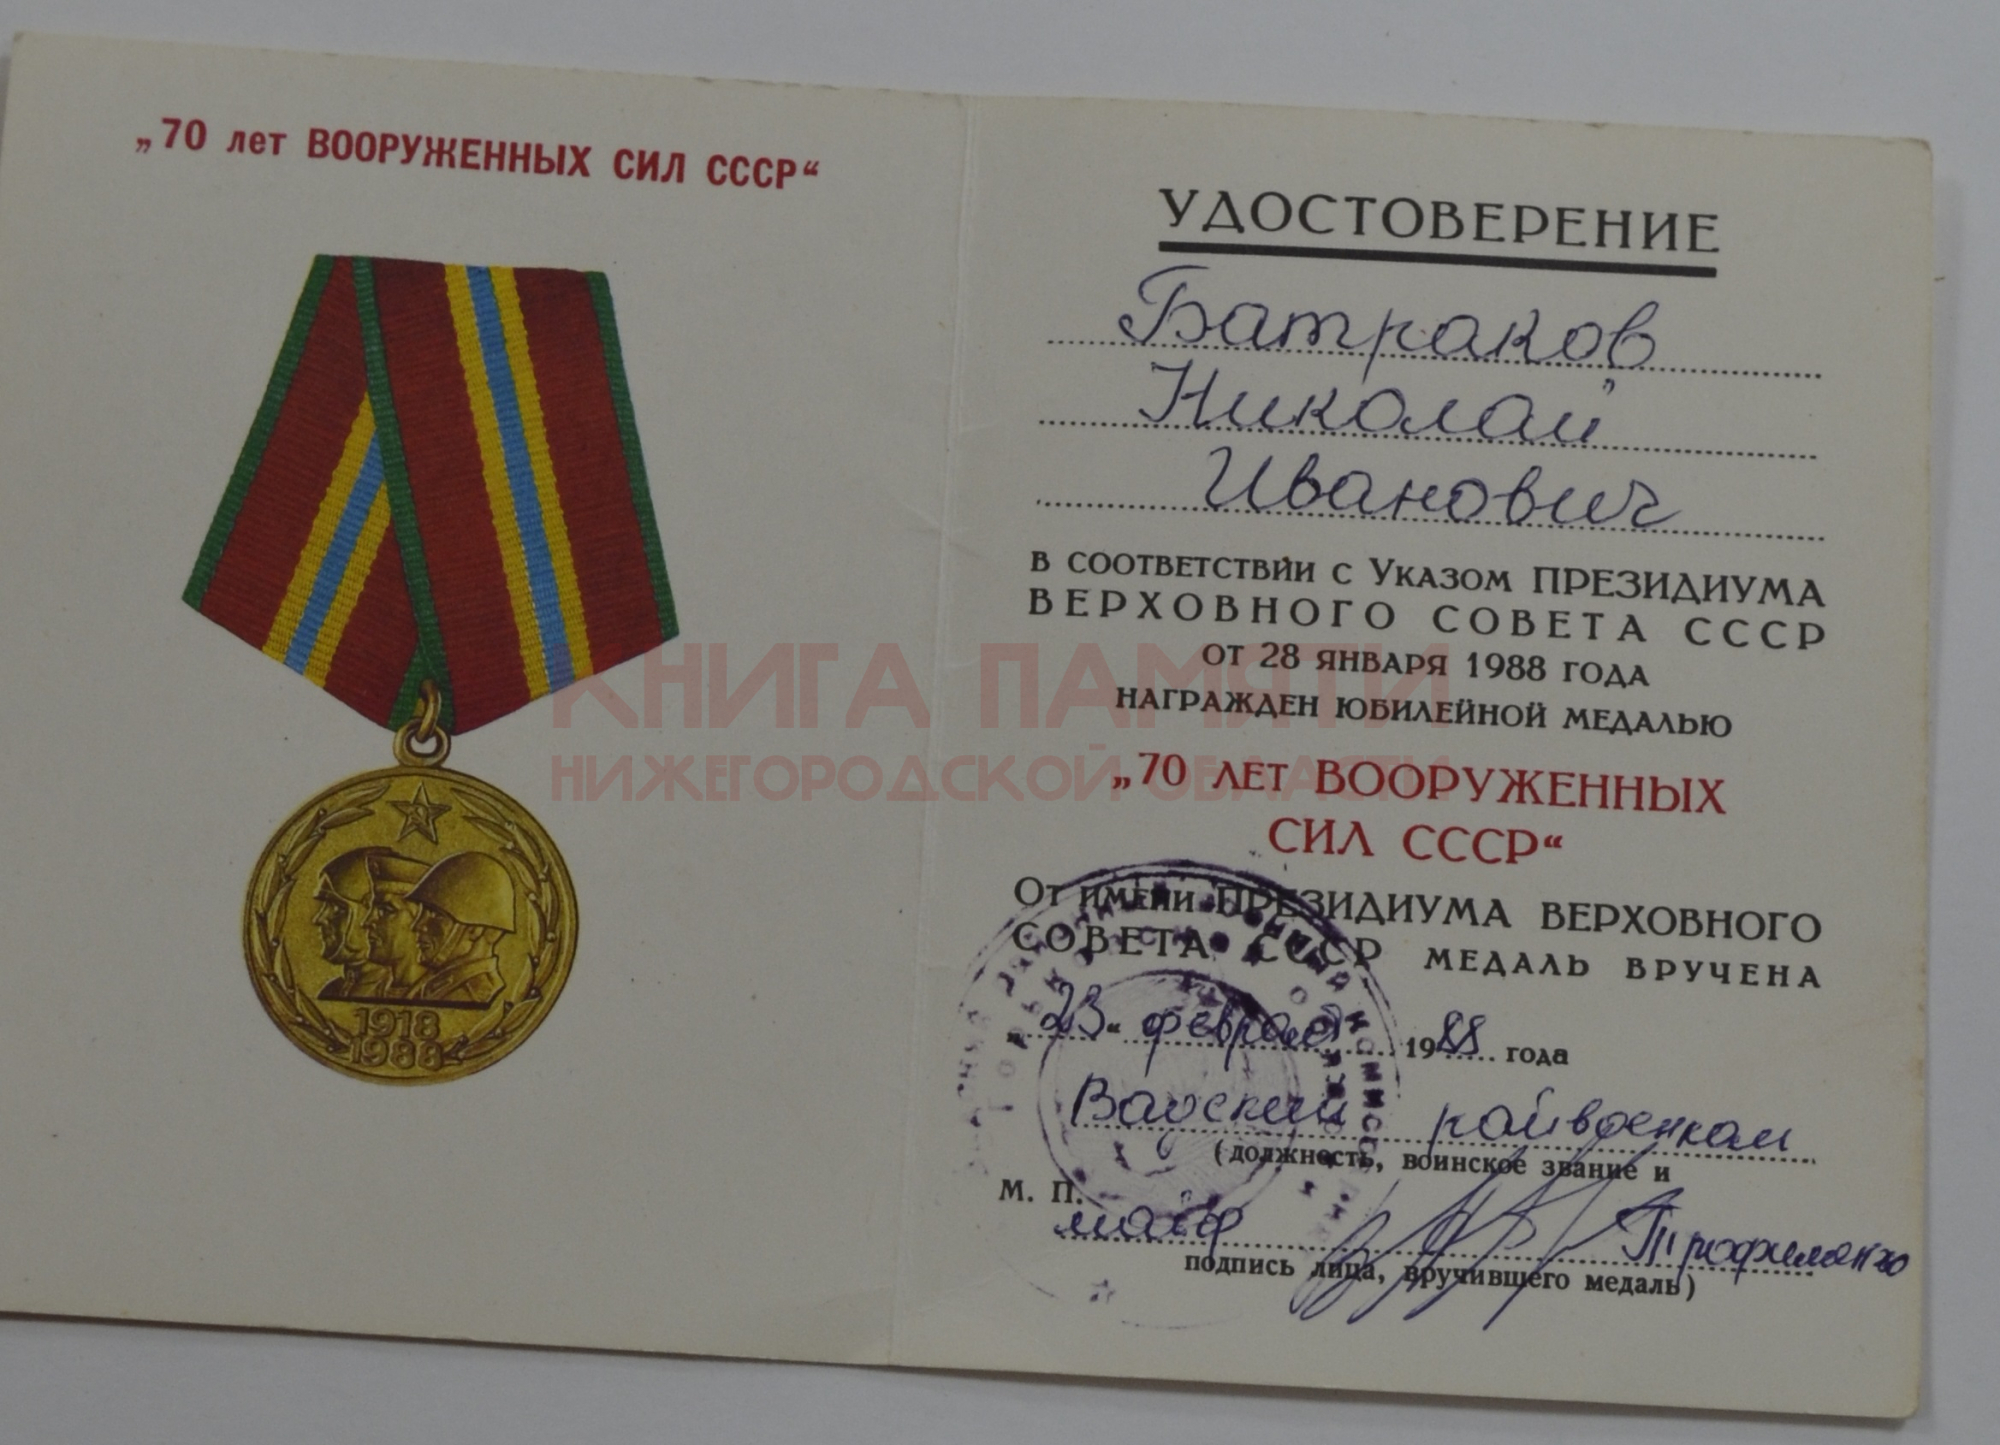 „70 лет ВООРУЖЕННЫХ СИЛ СССР“
1918
1988
УДОСТОВЕРЕНИЕ
Батраков
Николай
Иванович
В СООТВЕТСТВИИ С УКАЗОМ ПРЕЗИДИУМА
ВЕРХОВНОГО СОВЕТА СССР
ОТ 28 ЯНВАРЯ 1988 ГОДА
НАГРАЖДЕН ЮБИЛЕЙНОЙ МЕДАЛЬЮ
„70 ЛЕТ ВООРУЖЕННЫХ
СИЛ СССР“
ОТ ИМЕНИ ПРЕЗИДИУМА ВЕРХОВНОГО
СОВЕТА СССР МЕДАЛЬ ВРУЧЕНА
„23“ февраля 1988 года
Вадский райвоенком
(должность, воинское звание и
М. П.
майор
подпись лица, вручившего медаль)
КНИГА ПАМЯТИ
НИЖЕГОРОДСКОЙ ОБЛАСТИ